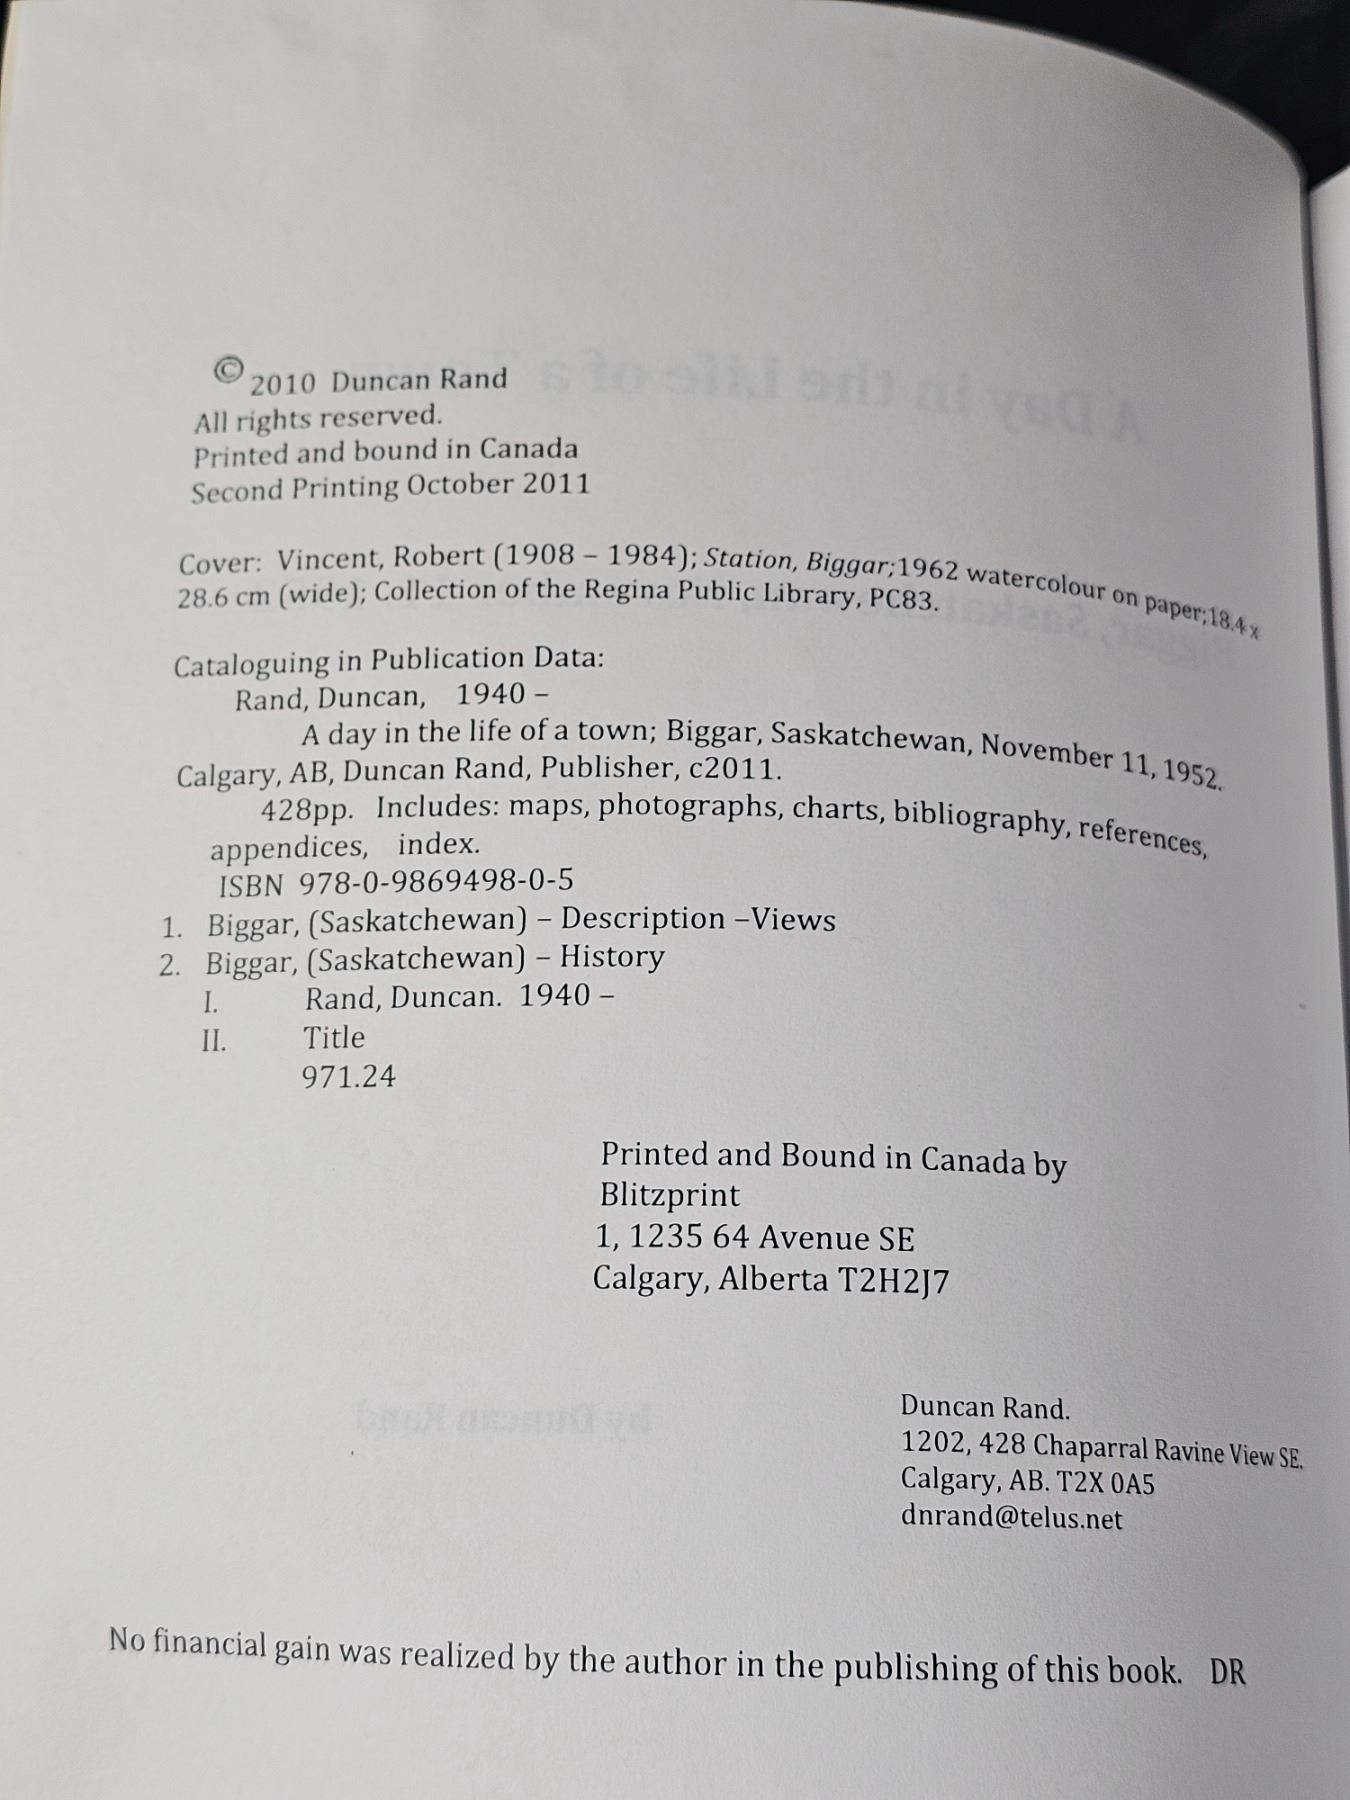 © 2010 Duncan Rand
All rights reserved.
Printed and bound in Canada
Second Printing October 2011
Cover: Vincent, Robert (1908 – 1984); Station, Biggar;1962 watercolour on paper;18.4 x
28.6 cm (wide); Collection of the Regina Public Library, PC83.
Cataloguing in Publication Data:
Rand, Duncan, 1940 –
A day in the life of a town; Biggar, Saskatchewan, November 11, 1952.
Calgary, AB, Duncan Rand, Publisher, c2011.
428pp. Includes: maps, photographs, charts, bibliography, references,
appendices, index.
ISBN 978-0-9869498-0-5
1. Biggar, (Saskatchewan) – Description –Views
2. Biggar, (Saskatchewan) – History
I. Rand, Duncan. 1940 –
II. Title
971.24
Printed and Bound in Canada by
Blitzprint
1, 1235 64 Avenue SE
Calgary, Alberta T2H2J7
Duncan Rand.
1202, 428 Chaparral Ravine View SE.
Calgary, AB. T2X 0A5
dnrand@telus.net
No financial gain was realized by the author in the publishing of this book. DR